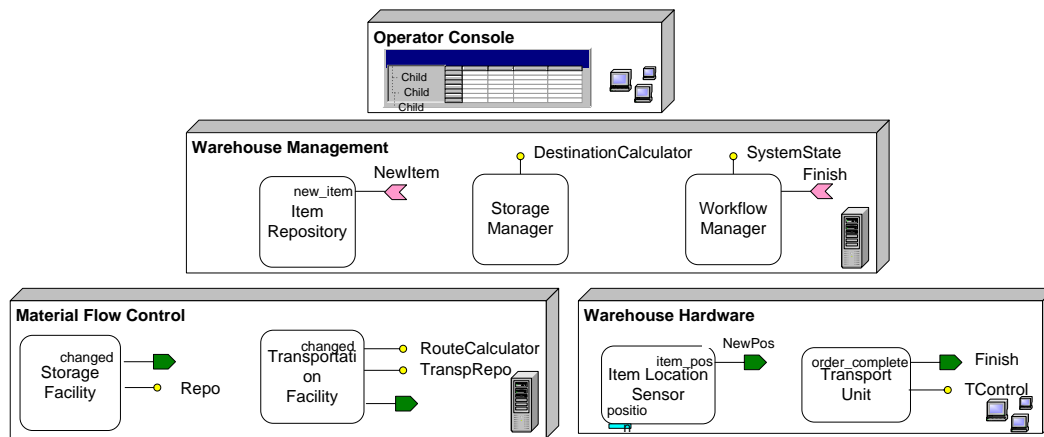 Operator Console
Child
Child
Child
Warehouse Management
DestinationCalculator
SystemState
NewItem
Finish
new_item
Item
Repository
Storage
Manager
Workflow
Manager
Material Flow Control
changed
Storage
Facility
Repo
changed
Transportati
on
Facility
RouteCalculator
TranspRepo
Warehouse Hardware
NewPos
item_pos
Item Location
Sensor
positio
n
order_complete
Transport
Unit
Finish
TControl